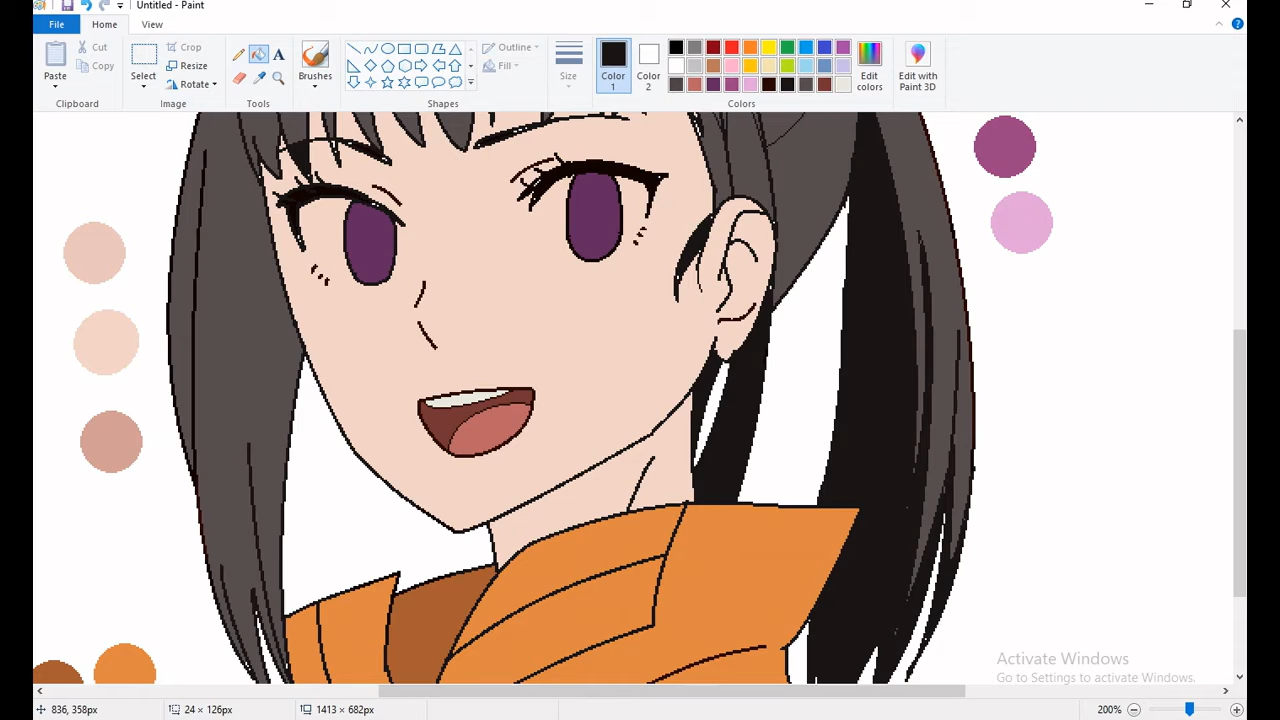 Untitled - Paint
File
Home
View
Paste
Cut
Copy
Clipboard
Select
Crop
Resize
Rotate
Image
A
Tools
Brushes
Outline
Fill
Shapes
Size
Color
1
Color
2
Edit
colors
Colors
Edit with
Paint 3D
Activate Windows
Go to Settings to activate Windows.
836, 358px
24 × 126px
1413 × 682px
200%